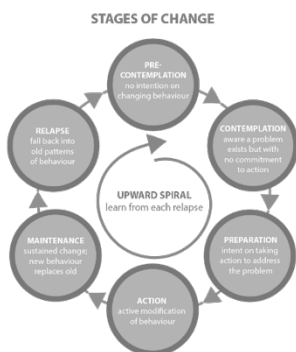 STAGES OF CHANGE
PRE-
CONTEMPLATION
no intention on
changing behaviour
CONTEMPLATION
aware a problem
exists but with
no commitment
to action
PREPARATION
intent on taking
action to address
the problem
ACTION
active modification
of behaviour
MAINTENANCE
sustained change;
new behaviour
replaces old
RELAPSE
fall back into
old patterns
of behaviour
UPWARD SPIRAL
learn from each relapse